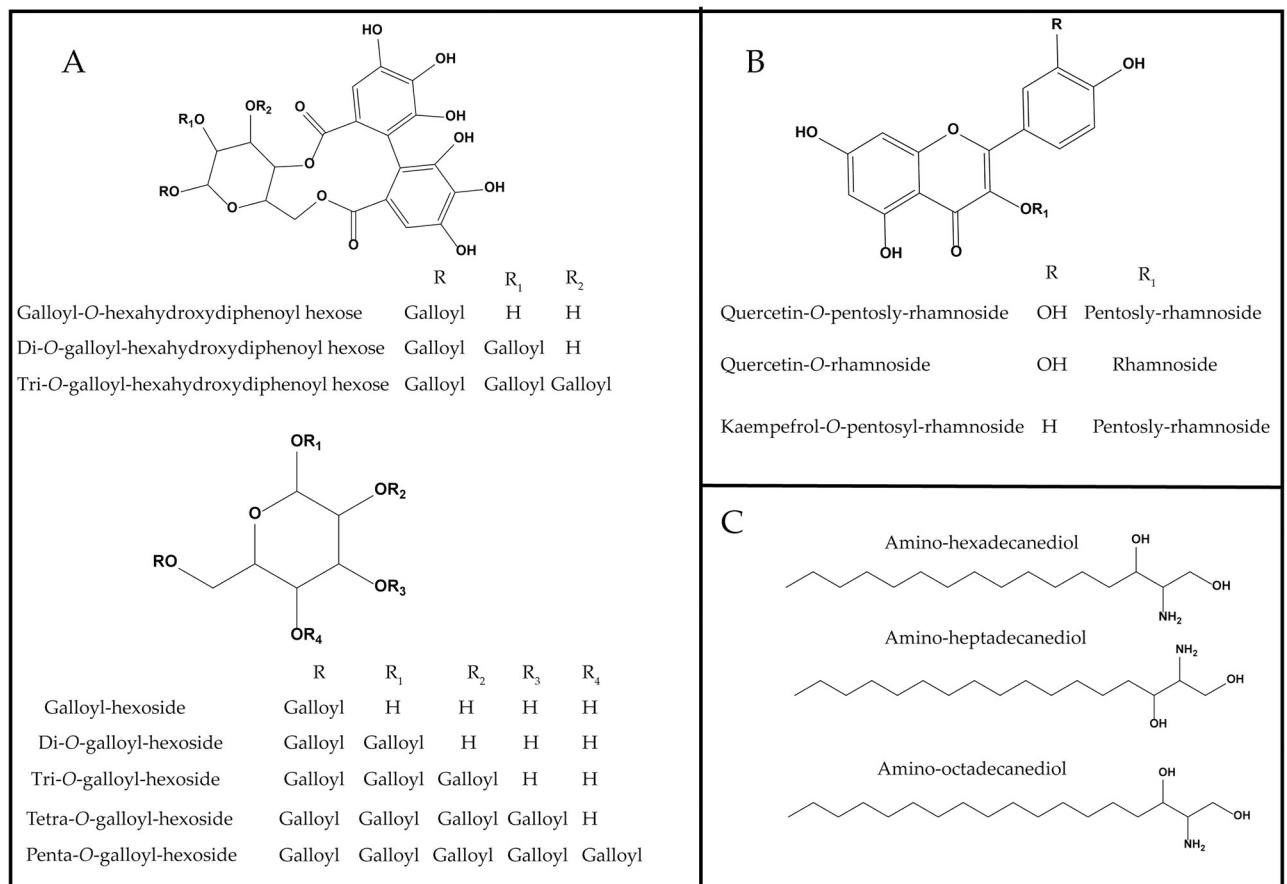 A
HO
OH
OH
OH
OH
OH
O
O
O
O
O
OR2
R1O
RO
R R1 R2
Galloyl-O-hexahydroxydiphenoyl hexose Galloyl H H
Di-O-galloyl-hexahydroxydiphenoyl hexose Galloyl Galloyl H
Tri-O-galloyl-hexahydroxydiphenoyl hexose Galloyl Galloyl Galloyl
OR1
OR2
O
RO
OR3
OR4
R R1 R2 R3 R4
Galloyl-hexoside Galloyl H H H H
Di-O-galloyl-hexoside Galloyl Galloyl H H H
Tri-O-galloyl-hexoside Galloyl Galloyl Galloyl H H
Tetra-O-galloyl-hexoside Galloyl Galloyl Galloyl Galloyl H
Penta-O-galloyl-hexoside Galloyl Galloyl Galloyl Galloyl Galloyl
B
R
OH
HO
O
OR1
OH
O
R R1
Quercetin-O-pentosly-rhamnoside OH Pentosly-rhamnoside
Quercetin-O-rhamnoside OH Rhamnoside
Kaempefrol-O-pentosyl-rhamnoside H Pentosly-rhamnoside
C
Amino-hexadecanediol
OH
OH
NH2
Amino-heptadecanediol
NH2
OH
OH
Amino-octadecanediol
OH
OH
NH2